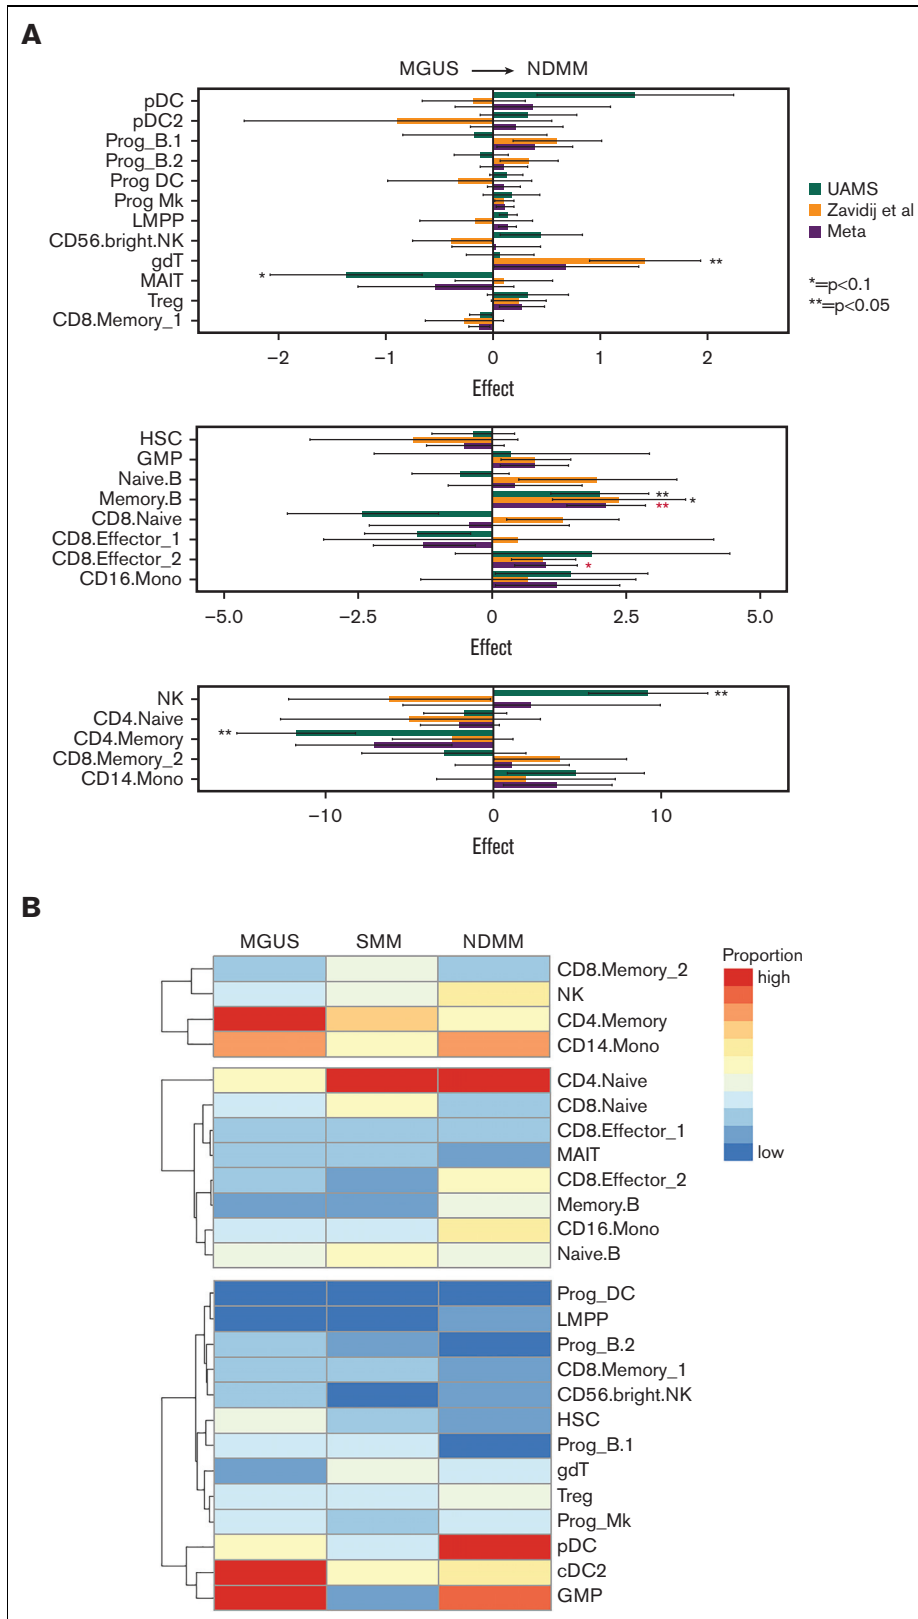 A
MGUS → NDMM
pDC
pDC2
Prog_B.1
Prog_B.2
Prog DC
Prog Mk
LMPP
CD56.bright.NK
gdT
MAIT
Treg
CD8.Memory_1
**
*
UAMS
Zavidij et al
Meta
*=p<0.1
**=p<0.05
−2 −1 0 1 2
Effect
HSC
GMP
Naive.B
Memory.B
CD8.Naive
CD8.Effector_1
CD8.Effector_2
CD16.Mono
**
*
**
*
−5.0 −2.5 0 2.5 5.0
Effect
NK
CD4.Naive
CD4.Memory
CD8.Memory_2
CD14.Mono
**
**
−10 0 10
Effect
B
MGUS SMM NDMM
CD8.Memory_2
NK
CD4.Memory
CD14.Mono
CD4.Naive
CD8.Naive
CD8.Effector_1
MAIT
CD8.Effector_2
Memory.B
CD16.Mono
Naive.B
Prog_DC
LMPP
Prog_B.2
CD8.Memory_1
CD56.bright.NK
HSC
Prog_B.1
gdT
Treg
Prog_Mk
pDC
cDC2
GMP
Proportion
high
low